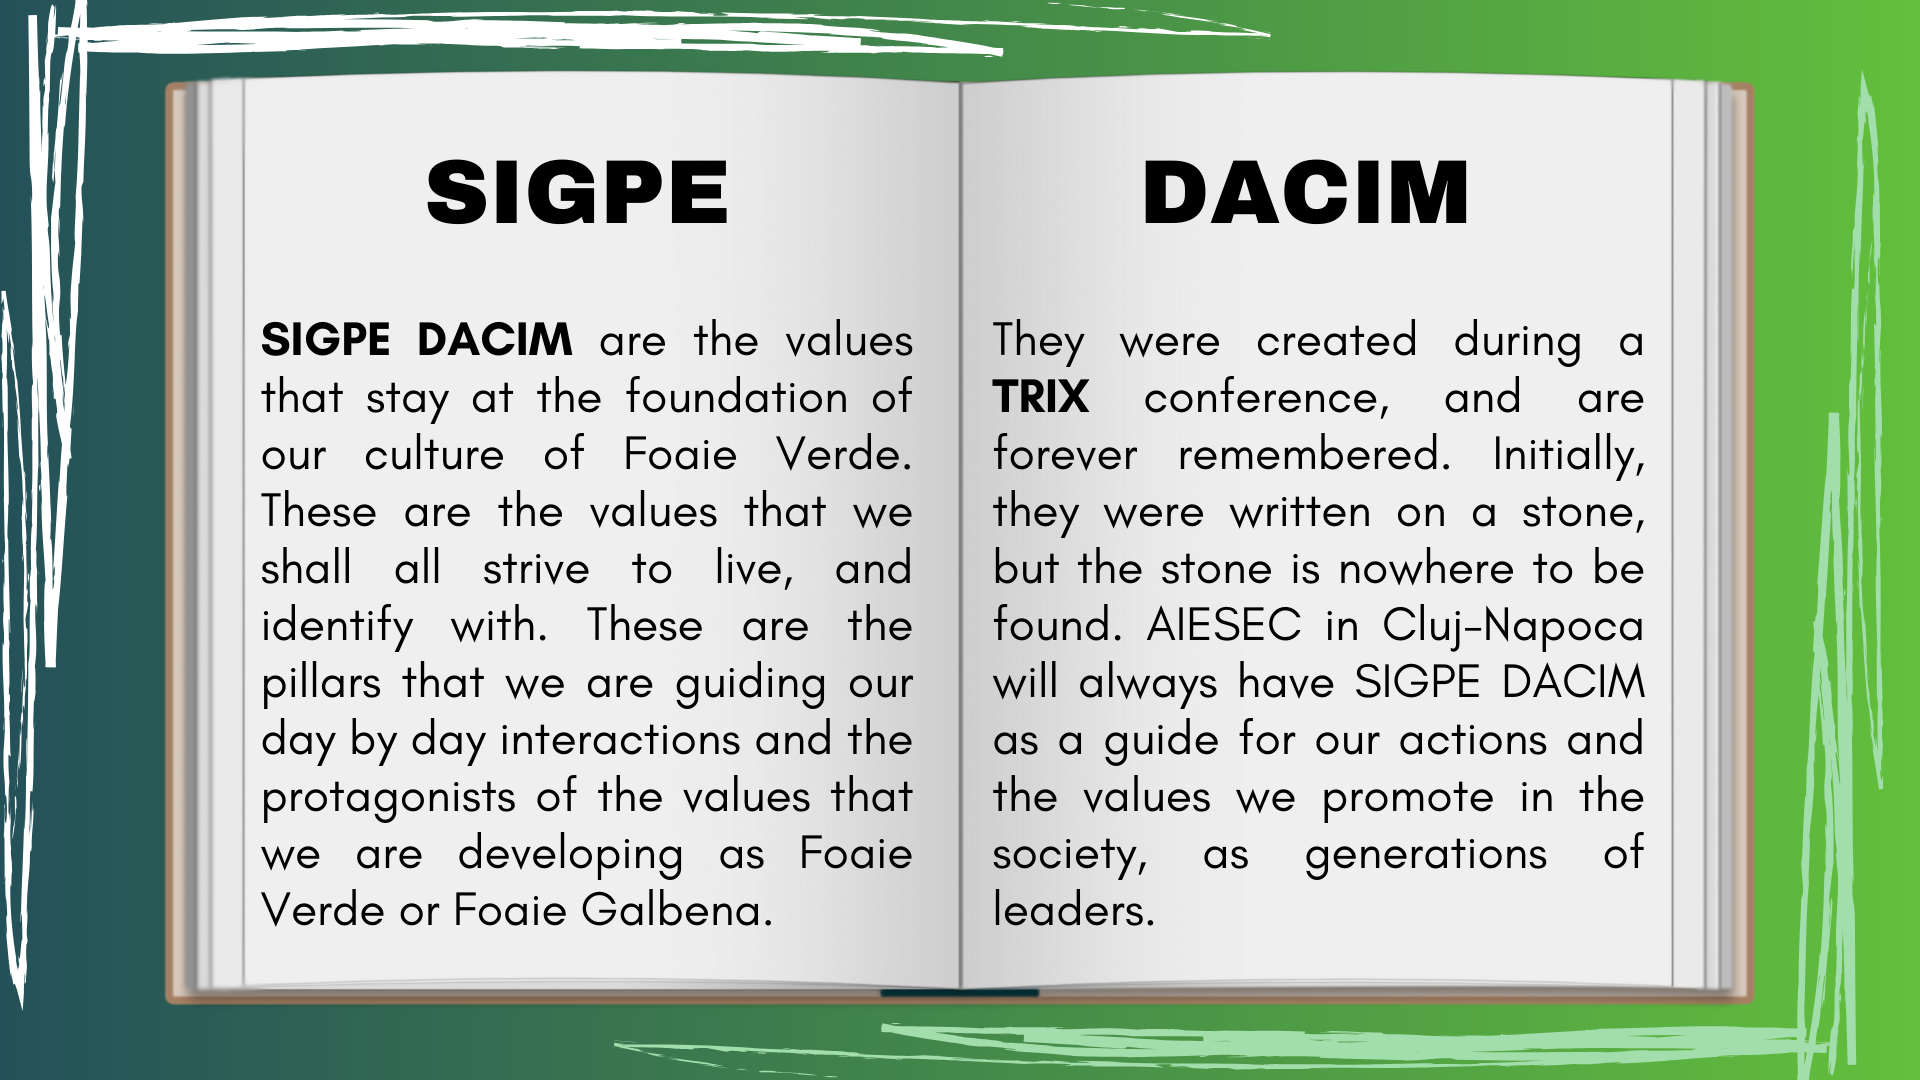 SIGPE
SIGPE DACIM are the values
that stay at the foundation of
our culture of Foaie Verde.
These are the values that we
shall all strive to live, and
identify with. These are the
pillars that we are guiding our
day by day interactions and the
protagonists of the values that
we are developing as Foaie
Verde or Foaie Galbena.
DACIM
They were created during a
TRIX conference, and are
forever remembered. Initially,
they were written on a stone,
but the stone is nowhere to be
found. AIESEC in Cluj-Napoca
will always have SIGPE DACIM
as a guide for our actions and
the values we promote in the
society, as generations of
leaders.